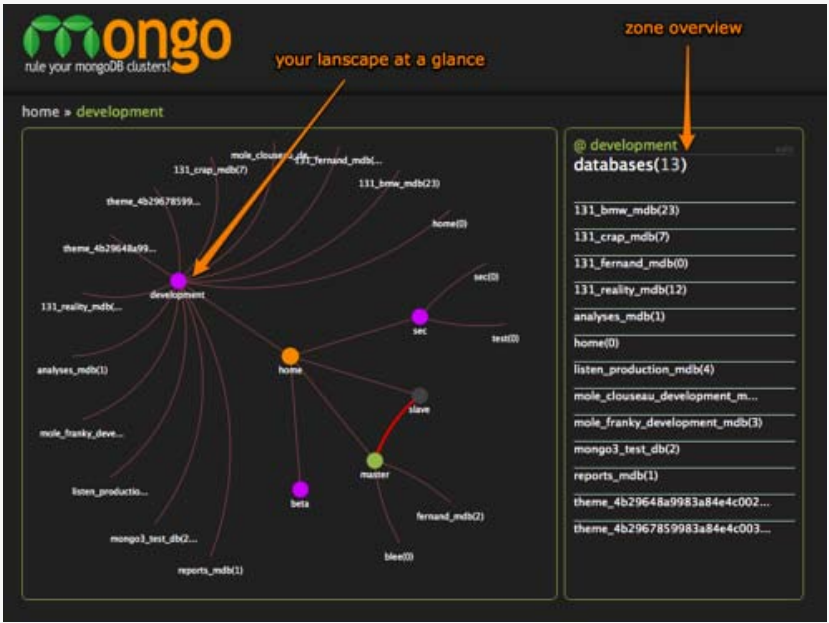 mongo
rule your mongoDB clusters!
your lanscape at a glance
zone overview
home » development
mole_clouseau_de
131_fernand_mdb(...
131_crap_mdb(7)
131_bmw_mdb(23)
theme_4b29678599...
home(0)
theme_4b29648a99...
sec(0)
development
131_reality_mdb(...
sec
test(0)
home
analyses_mdb(1)
slave
mole_franky_deve...
master
listen_productio...
beta
fernand_mdb(2)
mongo3_test_db(2...
blee(0)
reports_mdb(1)
@ development
databases(13)
131_bmw_mdb(23)
131_crap_mdb(7)
131_fernand_mdb(0)
131_reality_mdb(12)
analyses_mdb(1)
home(0)
listen_production_mdb(4)
mole_clouseau_development_m...
mole_franky_development_mdb(3)
mongo3_test_db(2)
reports_mdb(1)
theme_4b29648a9983a84e4c002...
theme_4b2967859983a84e4c003...